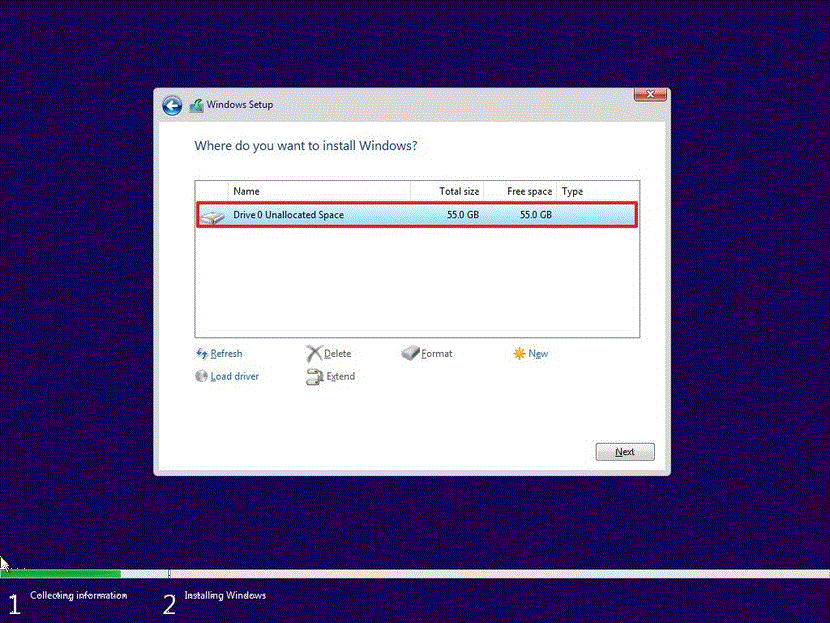 Windows Setup
Where do you want to install Windows?
Name Total size Free space Type
Drive 0 Unallocated Space 55.0 GB 55.0 GB
Refresh Delete Format New
Load driver Extend
Next
1 Collecting information 2 Installing Windows